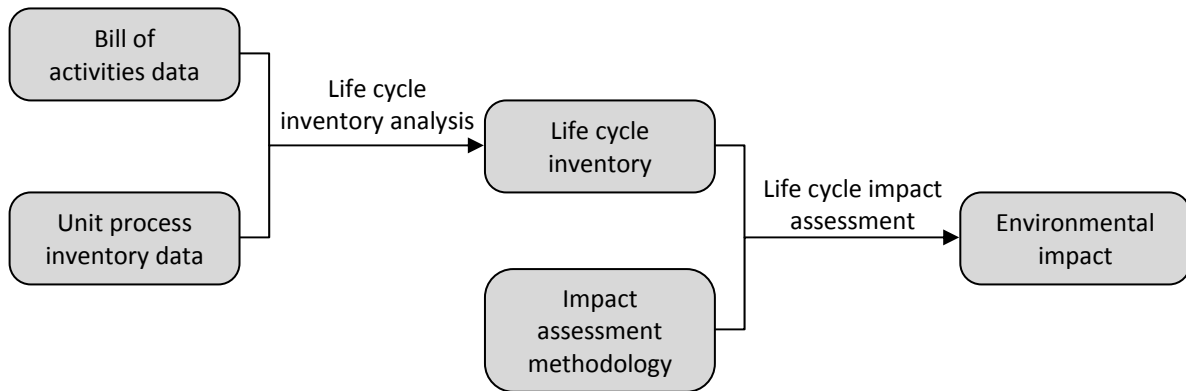 Bill of
activities data
Life cycle
inventory analysis
Life cycle
inventory
Unit process
inventory data
Life cycle impact
assessment
Environmental
impact
Impact
assessment
methodology